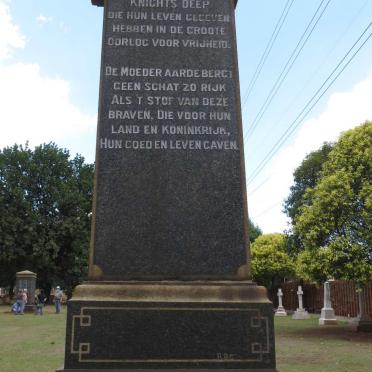 KNIGHTS DEEP
DIE HUN LEVEN GEGEVEN
HEBBEN IN DE GROOTE
OORLOG VOOR VRIJHEID.
DE MOEDER AARDE BERGT
GEEN SCHAT ZO RIJK
ALS 'T STOF VAN DEZE
BRAVEN, DIE VOOR HUN
LAND EN KONINKRIJK,
HUN GOED EN LEVEN GAVEN.